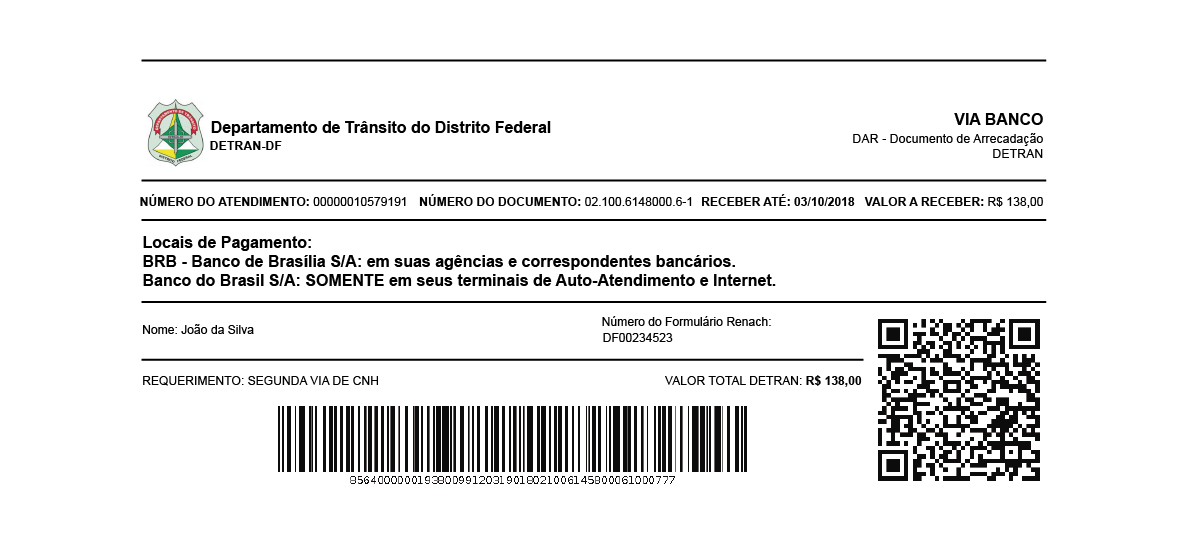 Departamento de Trânsito do Distrito Federal
DETRAN-DF
VIA BANCO
DAR - Documento de Arrecadação
DETRAN
NÚMERO DO ATENDIMENTO: 00000010579191 NÚMERO DO DOCUMENTO: 02.100.6148000.6-1 RECEBER ATÉ: 03/10/2018 VALOR A RECEBER: R$ 138,00
Locais de Pagamento:
BRB - Banco de Brasília S/A: em suas agências e correspondentes bancários.
Banco do Brasil S/A: SOMENTE em seus terminais de Auto-Atendimento e Internet.
Nome: João da Silva
Número do Formulário Renach:
DF00234523
REQUERIMENTO: SEGUNDA VIA DE CNH
VALOR TOTAL DETRAN: R$ 138,00
856400000019380099120319018021006145800061000777